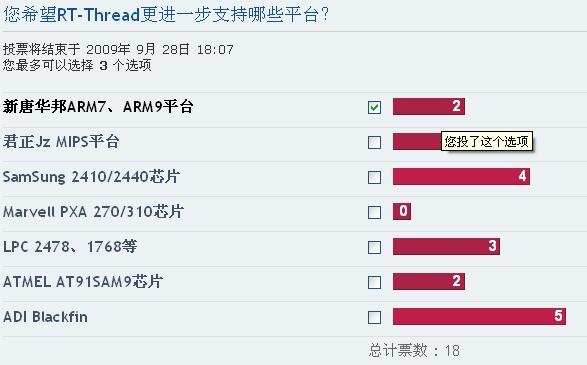 您希望RT-Thread更进一步支持哪些平台?
投票将结束于 2009年 9月 28日 18:07
您最多可以选择 3 个选项
新唐华邦ARM7、ARM9平台 2
君正Jz MIPS平台
您投了这个选项
SamSung 2410/2440芯片 4
Marvell PXA 270/310芯片 0
LPC 2478、1768等 3
ATMEL AT91SAM9芯片 2
ADI Blackfin 5
总计票数 : 18